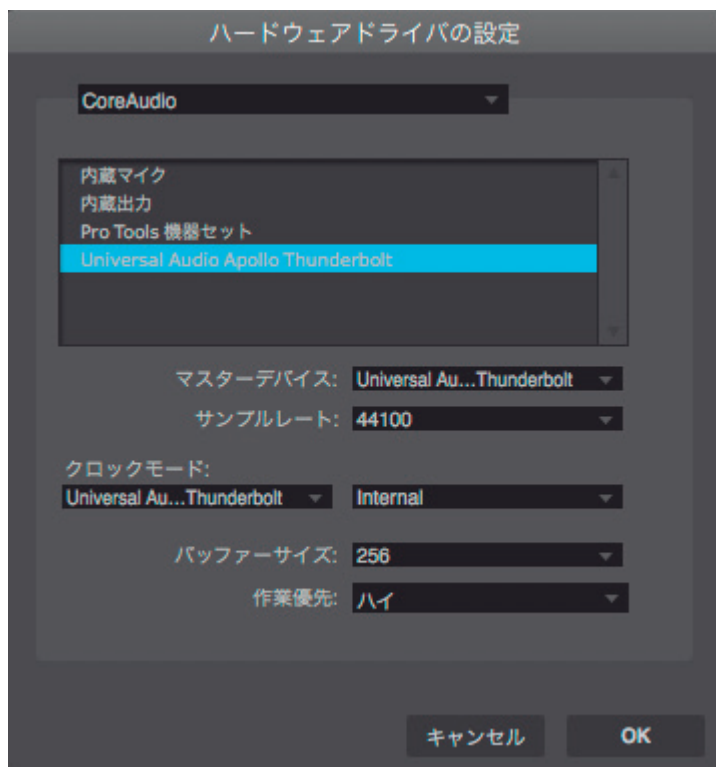 ハードウェアドライバの設定
CoreAudio
内蔵マイク
内蔵出力
Pro Tools 機器セット
Universal Audio Apollo Thunderbolt
マスターデバイス: Universal Au...Thunderbolt
サンプルレート: 44100
クロックモード:
Universal Au...Thunderbolt Internal
バッファーサイズ: 256
作業優先: ハイ
キャンセル OK